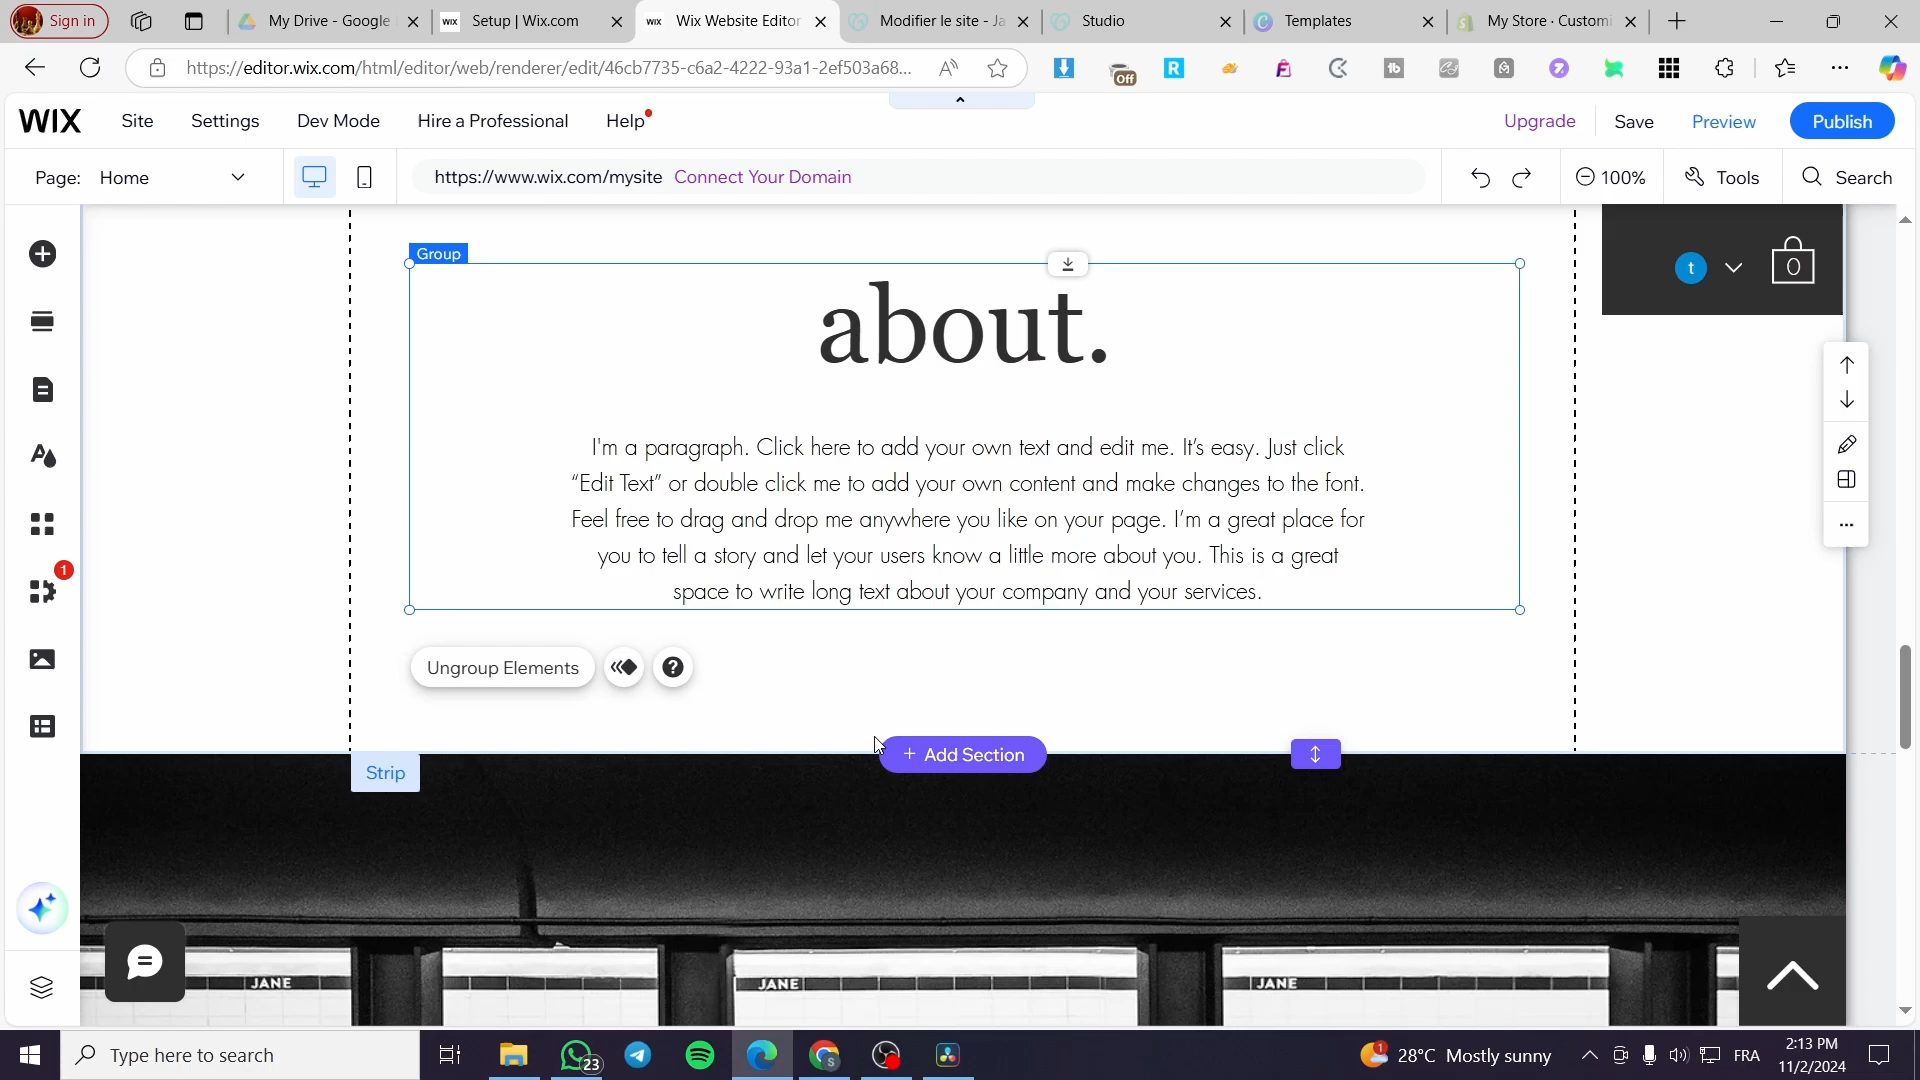 Sign in
My Drive - Google
Setup | Wix.com
Wix Website Editor
Modifier le site - Ja
Studio
Templates
My Store · Customi
https://editor.wix.com/html/editor/web/renderer/edit/46cb7735-c6a2-4222-93a1-2ef503a68...
Off
WIX
Site
Settings
Dev Mode
Hire a Professional
Help
Upgrade
Save
Preview
Publish
Page: Home
https://www.wix.com/mysite Connect Your Domain
100%
Tools
Search
Group
t
0
about.
I'm a paragraph. Click here to add your own text and edit me. It’s easy. Just click
“Edit Text” or double click me to add your own content and make changes to the font.
Feel free to drag and drop me anywhere you like on your page. I’m a great place for
you to tell a story and let your users know a little more about you. This is a great
space to write long text about your company and your services.
1
Ungroup Elements
?
+ Add Section
Strip
JANE
JANE
JANE
Type here to search
23
1
28°C Mostly sunny
FRA
2:13 PM
11/2/2024